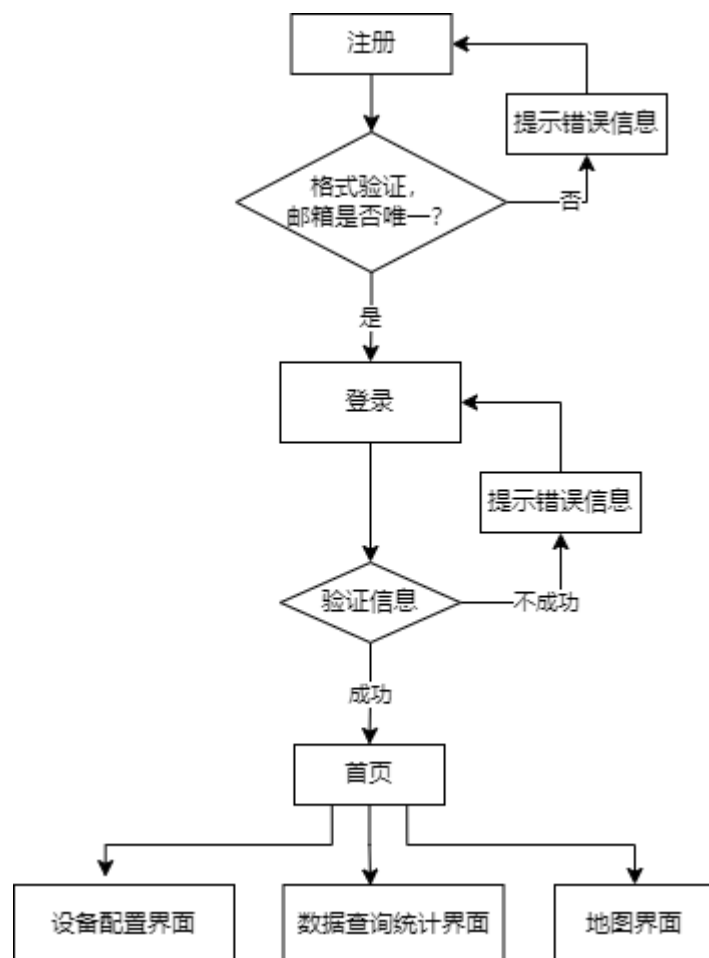 注册
提示错误信息
格式验证，
邮箱是否唯一？
否
是
登录
提示错误信息
验证信息
不成功
成功
首页
设备配置界面
数据查询统计界面
地图界面